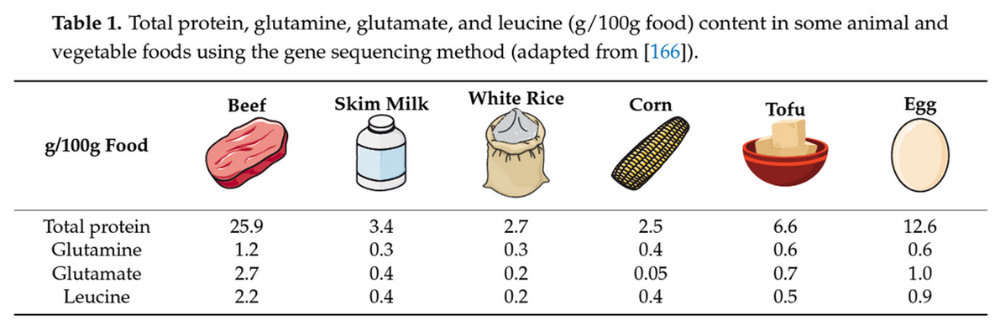 Table 1. Total protein, glutamine, glutamate, and leucine (g/100g food) content in some animal and
vegetable foods using the gene sequencing method (adapted from [166]).
g/100g Food Beef Skim Milk White Rice Corn Tofu Egg
Total protein 25.9 3.4 2.7 2.5 6.6 12.6
Glutamine 1.2 0.3 0.3 0.4 0.6 0.6
Glutamate 2.7 0.4 0.2 0.05 0.7 1.0
Leucine 2.2 0.4 0.2 0.4 0.5 0.9